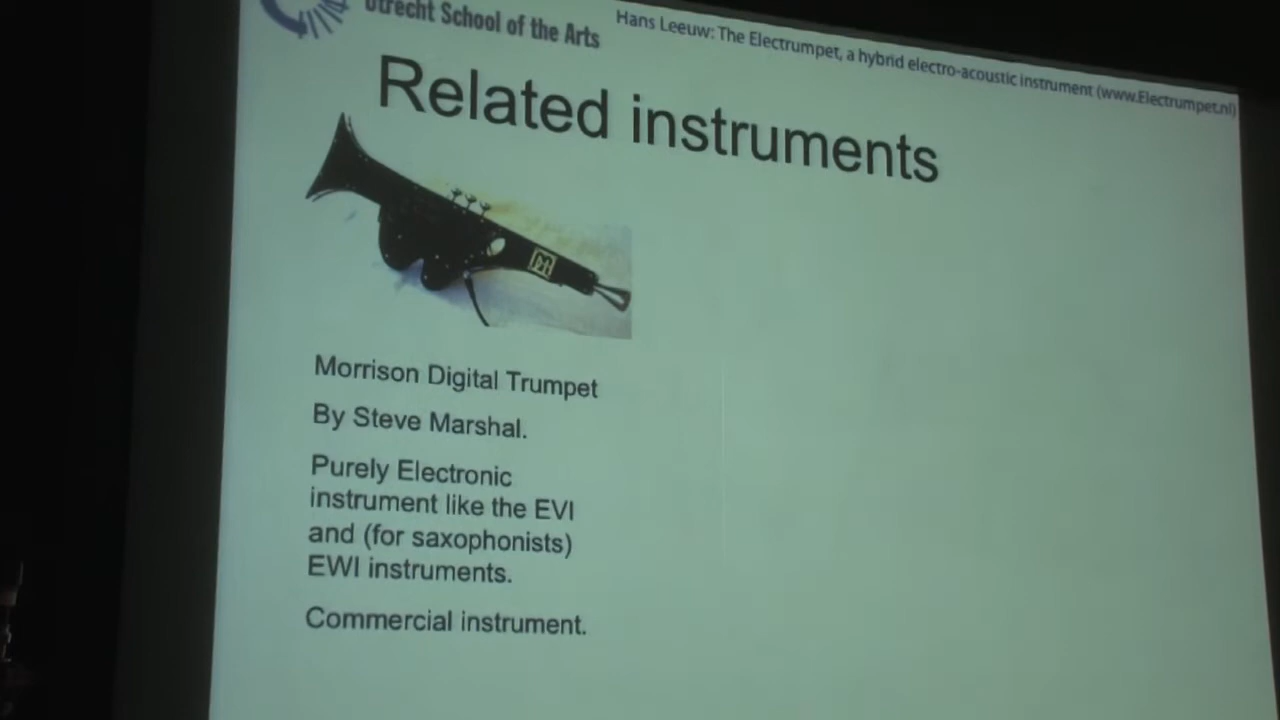 Utrecht School of the Arts
Hans Leeuw: The Electrumpet, a hybrid electro-acoustic instrument (www.Electrumpet.nl)
Related instruments
Morrison Digital Trumpet
By Steve Marshal.
Purely Electronic
instrument like the EVI
and (for saxophonists)
EWI instruments.
Commercial instrument.